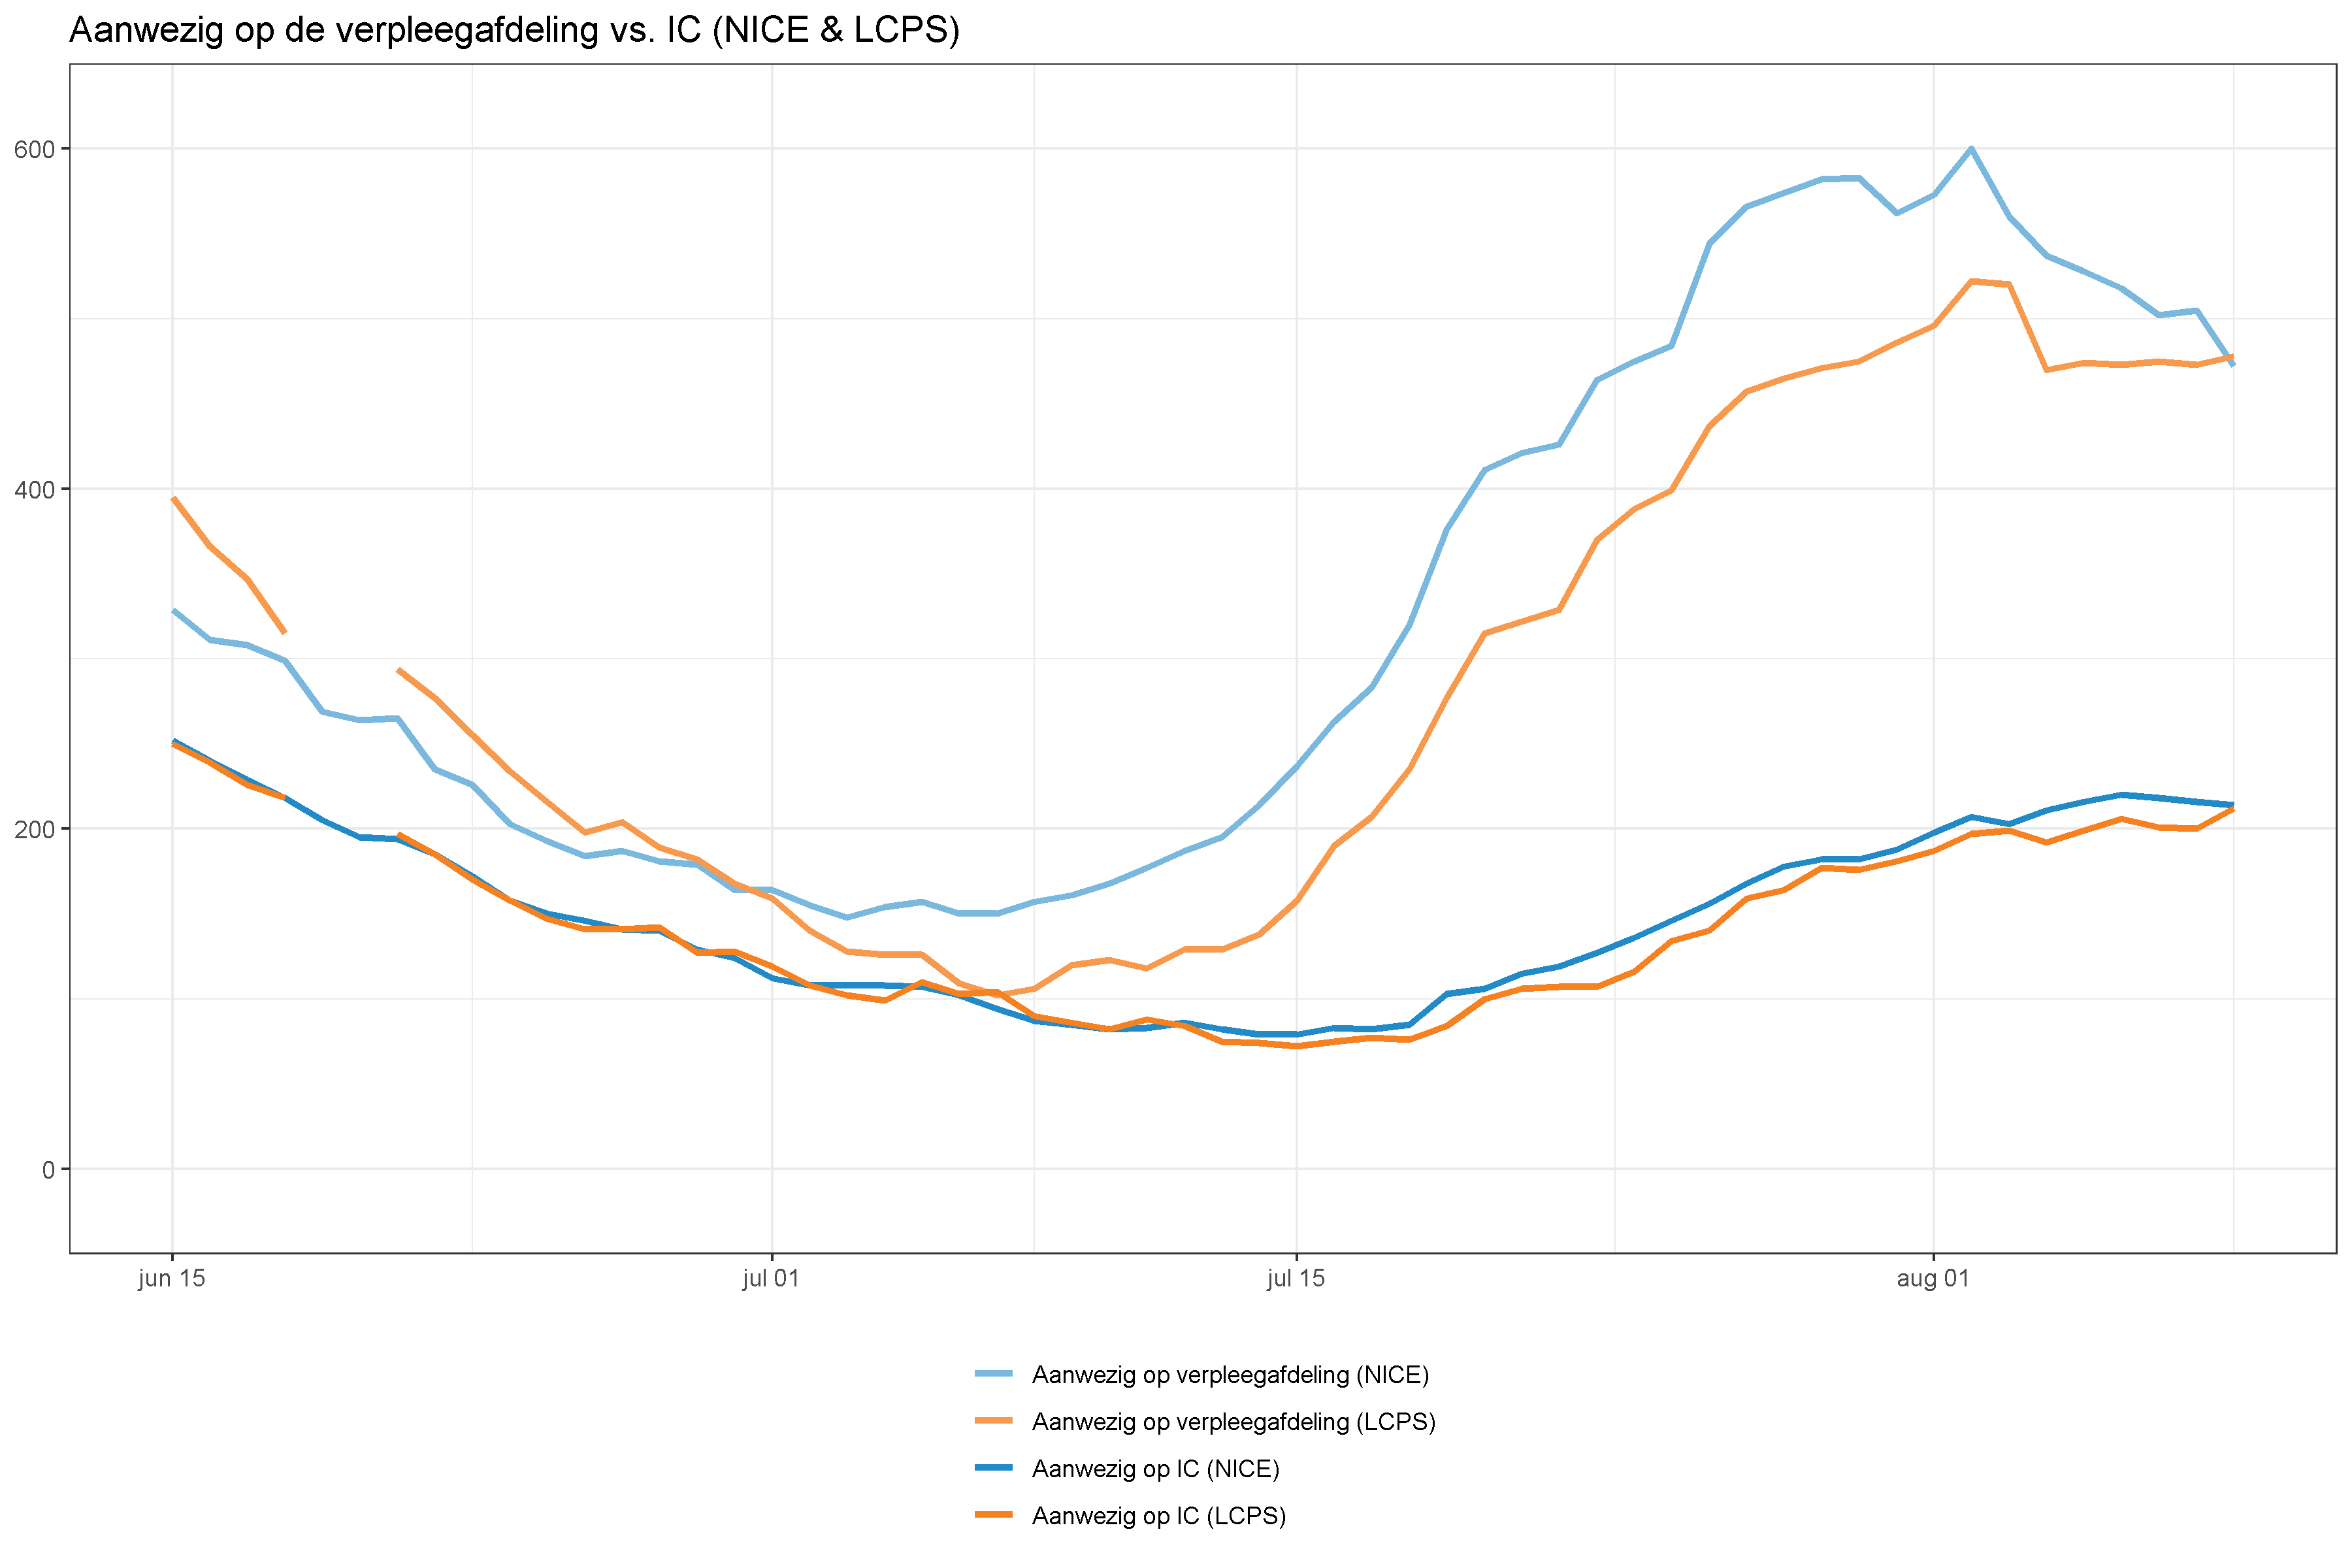 Aanwezig op de verpleegafdeling vs. IC (NICE & LCPS)
600
400
200
0
jun 15 jul 01 jul 15 aug 01
Aanwezig op verpleegafdeling (NICE)
Aanwezig op verpleegafdeling (LCPS)
Aanwezig op IC (NICE)
Aanwezig op IC (LCPS)